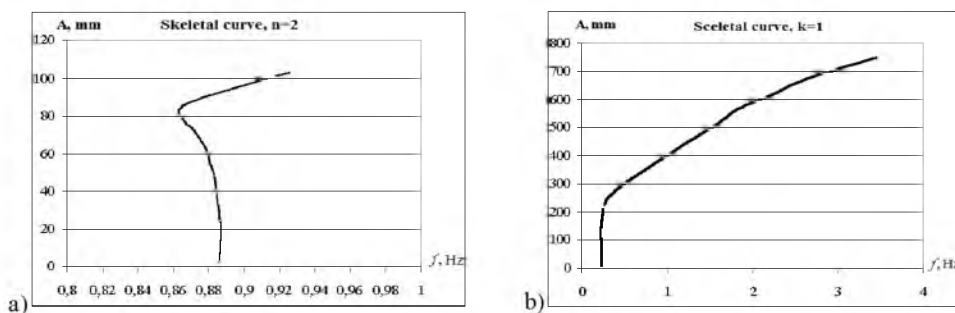 A, mm Skeletal curve, n=2
120
100
80
60
40
20
0
f, Hz
0,8 0,82 0,84 0,86 0,88 0,9 0,92 0,94 0,96 0,98 1
a)
A, mm Sceletal curve, k=1
800
700
600
500
400
300
200
100
0
f, Hz
0 1 2 3 4
b)